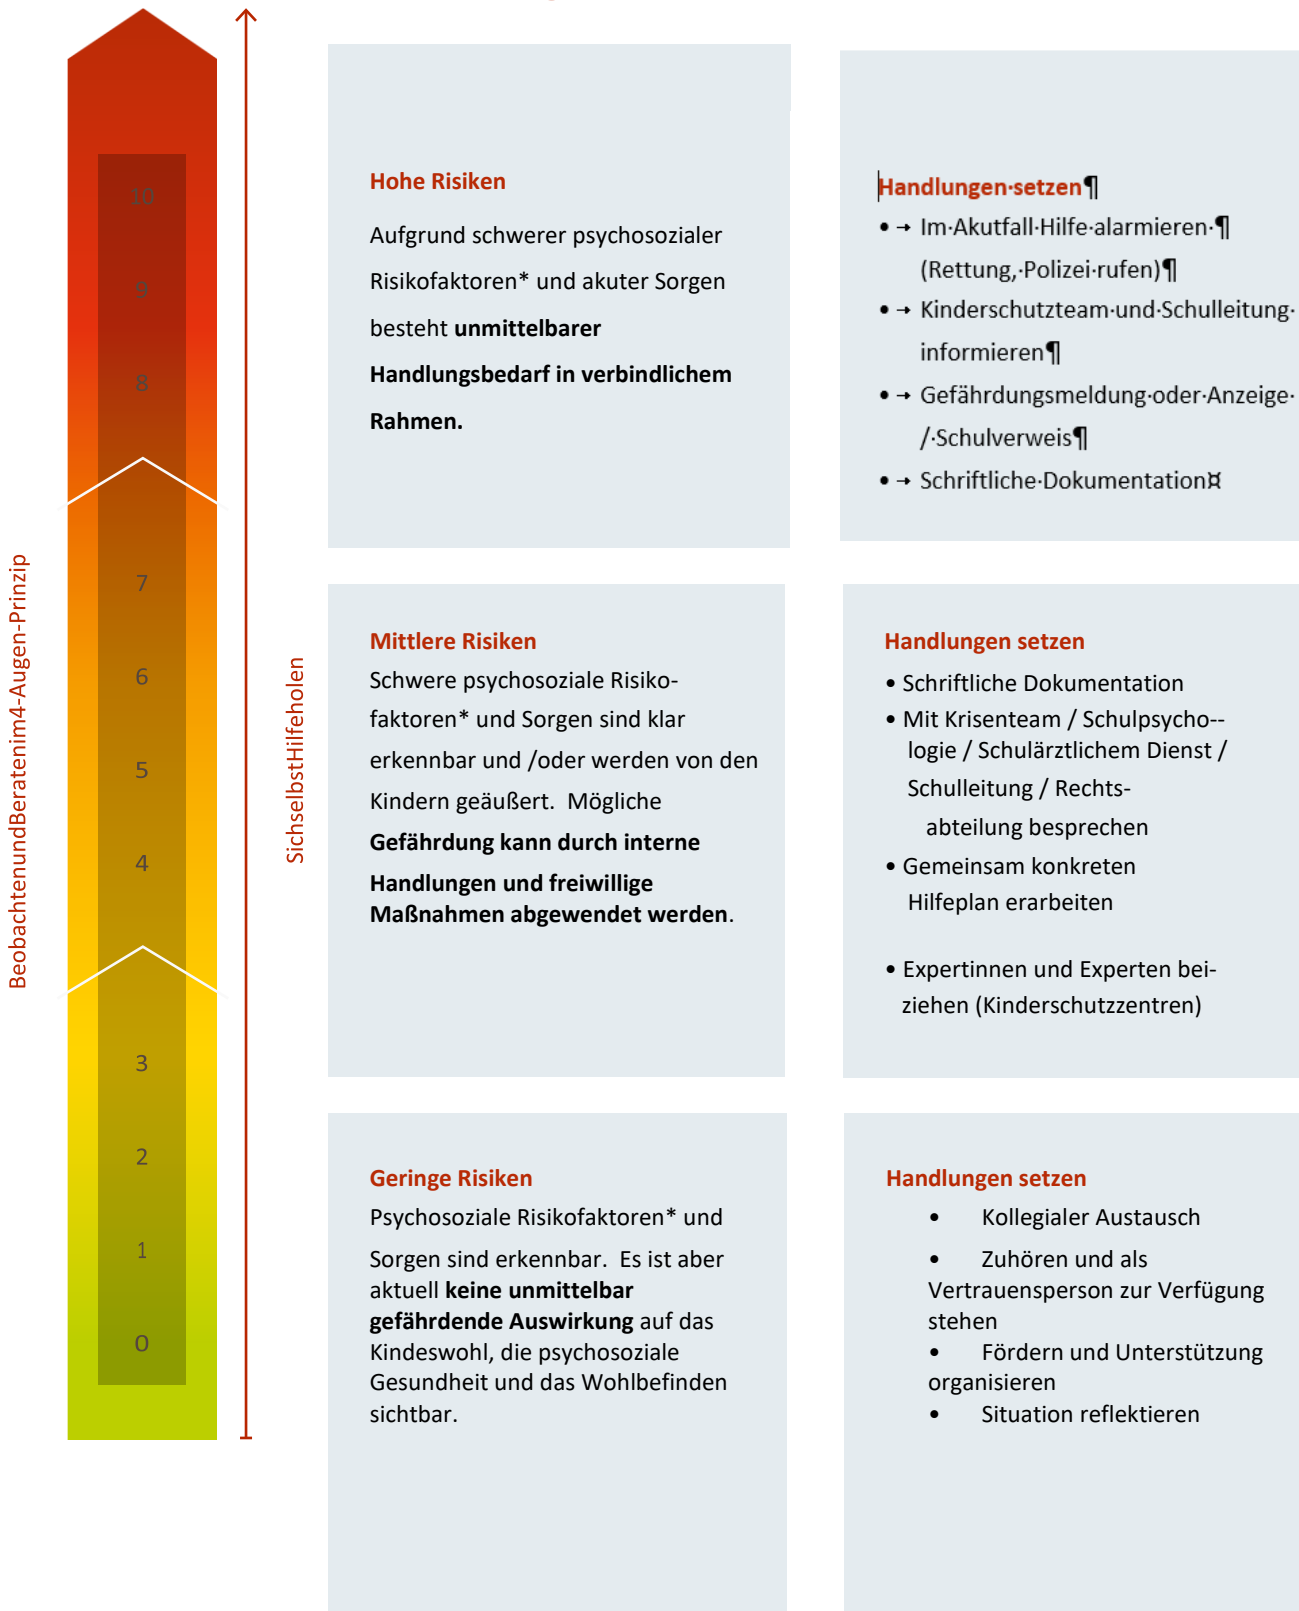 BeobachtenundBeratenim4-Augen-Prinzip
10
9
8
7
6
5
4
3
2
1
0
SichselbstHilfeholen
Hohe Risiken
Aufgrund schwerer psychosozialer
Risikofaktoren* und akuter Sorgen
besteht unmittelbarer
Handlungsbedarf in verbindlichem
Rahmen.
Handlungen·setzen¶
•→Im·Akutfall·Hilfe·alarmieren·¶
(Rettung,·Polizei·rufen)¶
•→Kinderschutzteam·und·Schulleitung·
informieren¶
•→Gefährdungsmeldung·oder·Anzeige·
/·Schulverweis¶
•→Schriftliche·Dokumentation¤
Mittlere Risiken
Schwere psychosoziale Risiko-
faktoren* und Sorgen sind klar
erkennbar und /oder werden von den
Kindern geäußert. Mögliche
Gefährdung kann durch interne
Handlungen und freiwillige
Maßnahmen abgewendet werden.
Handlungen setzen
• Schriftliche Dokumentation
• Mit Krisenteam / Schulpsycho--
logie / Schulärztlichem Dienst /
Schulleitung / Rechts-
abteilung besprechen
• Gemeinsam konkreten
Hilfeplan erarbeiten
• Expertinnen und Experten bei-
ziehen (Kinderschutzzentren)
Geringe Risiken
Psychosoziale Risikofaktoren* und
Sorgen sind erkennbar. Es ist aber
aktuell keine unmittelbar
gefährdende Auswirkung auf das
Kindeswohl, die psychosoziale
Gesundheit und das Wohlbefinden
sichtbar.
Handlungen setzen
• Kollegialer Austausch
• Zuhören und als
Vertrauensperson zur Verfügung
stehen
• Fördern und Unterstützung
organisieren
• Situation reflektieren